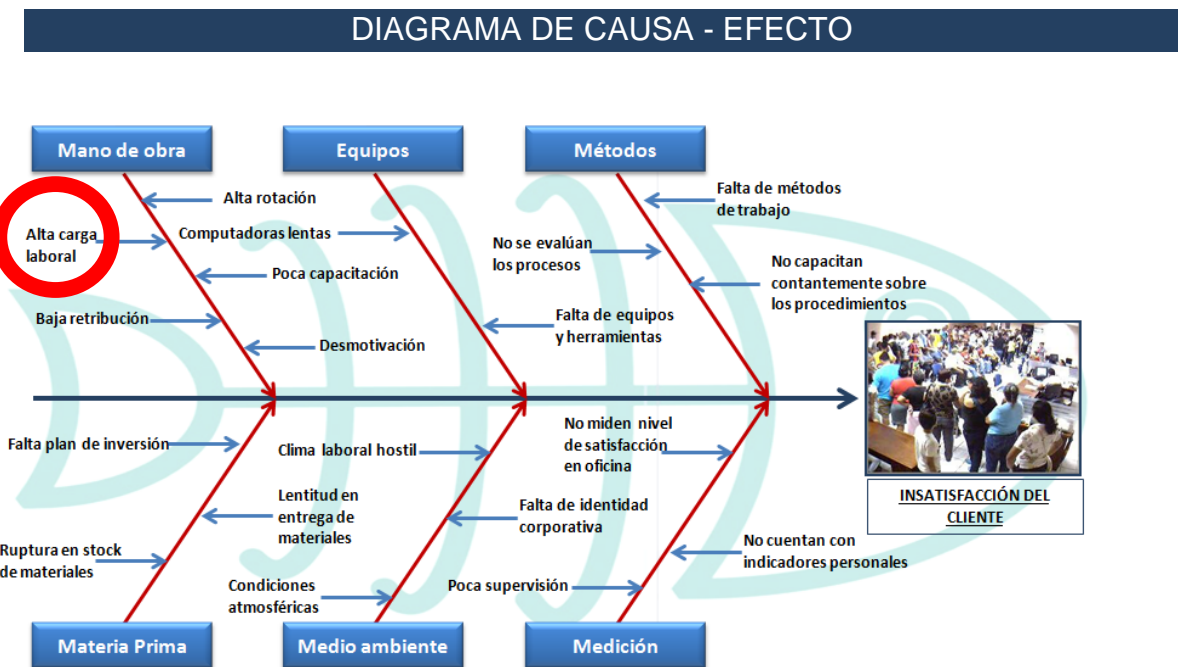 DIAGRAMA DE CAUSA - EFECTO
Mano de obra
Equipos
Métodos
Alta rotación
Alta carga
laboral
Poca capacitación
Baja retribución
Desmotivación
Computadoras lentas
Falta de equipos
y herramientas
Falta de métodos
de trabajo
No se evalúan
los procesos
No capacitan
contantemente sobre
los procedimientos
INSATISFACCIÓN DEL
CLIENTE
Falta plan de inversión
Lentitud en
entrega de
materiales
Ruptura en stock
de materiales
Clima laboral hostil
Falta de identidad
corporativa
Condiciones
atmosféricas
No miden nivel
de satisfacción
en oficina
No cuentan con
indicadores personales
Poca supervisión
Materia Prima
Medio ambiente
Medición